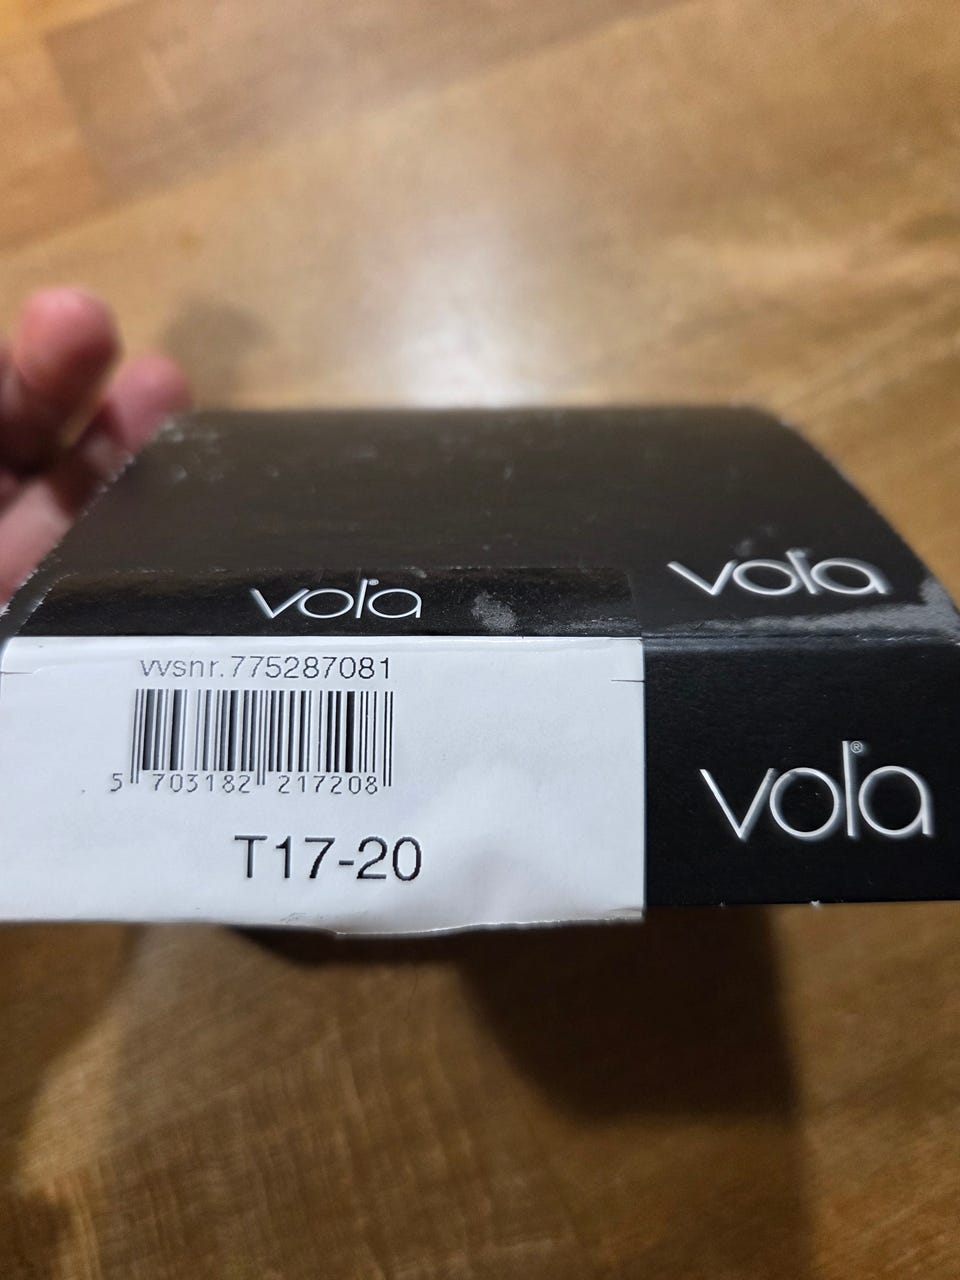 vola
vola®
vvsnr.775287081
5 703182 217208
T17-20
vola®